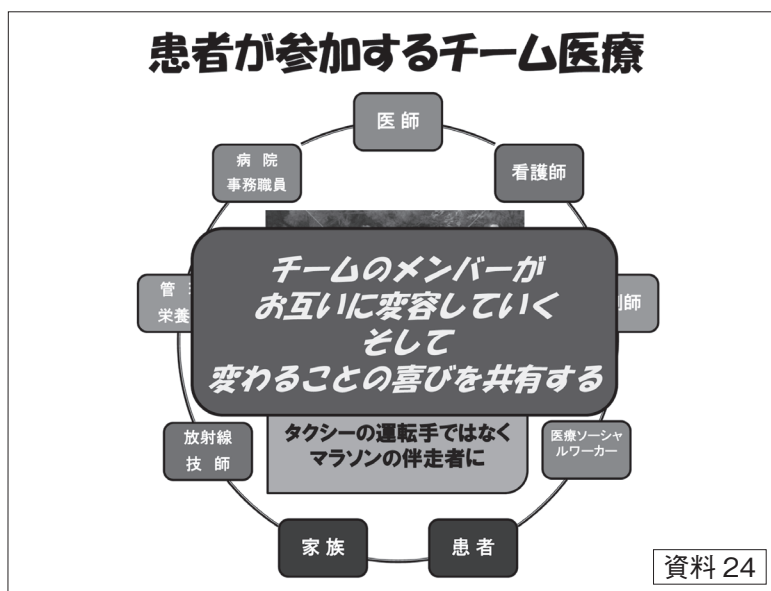 患者が参加するチーム医療
医師
病院
事務職員
看護師
チームのメンバーが
お互いに変容していく
そして
変わることの喜びを共有する
管
栄養
剤師
タクシーの運転手ではなく
マラソンの伴走者に
放射線
技師
医療ソーシャ
ルワーカー
家族
患者
資料 24